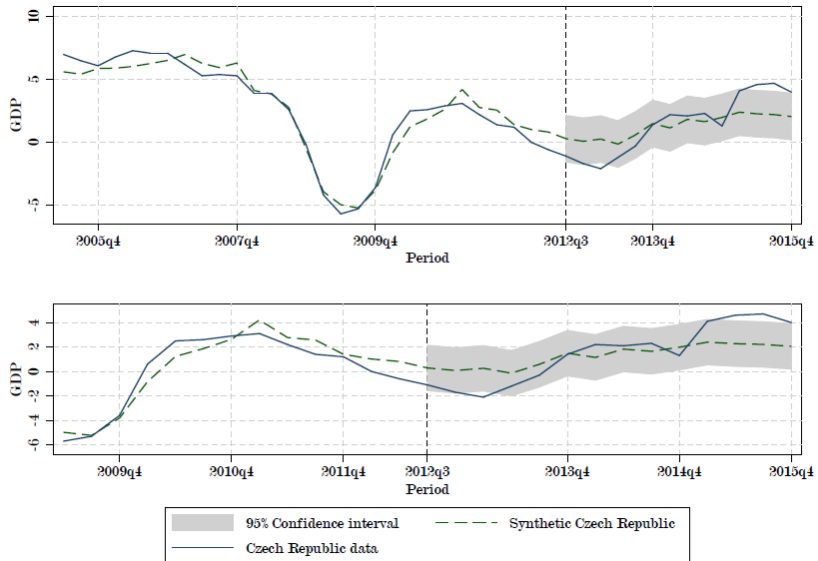 10
5
0
-5
GDP
2005q4 2007q4 2009q4 2012q3 2013q4 2015q4
Period
4
2
0
-2
-4
-6
GDP
2009q4 2010q4 2011q4 2012q3 2013q4 2014q4 2015q4
Period
95% Confidence interval Synthetic Czech Republic
Czech Republic data